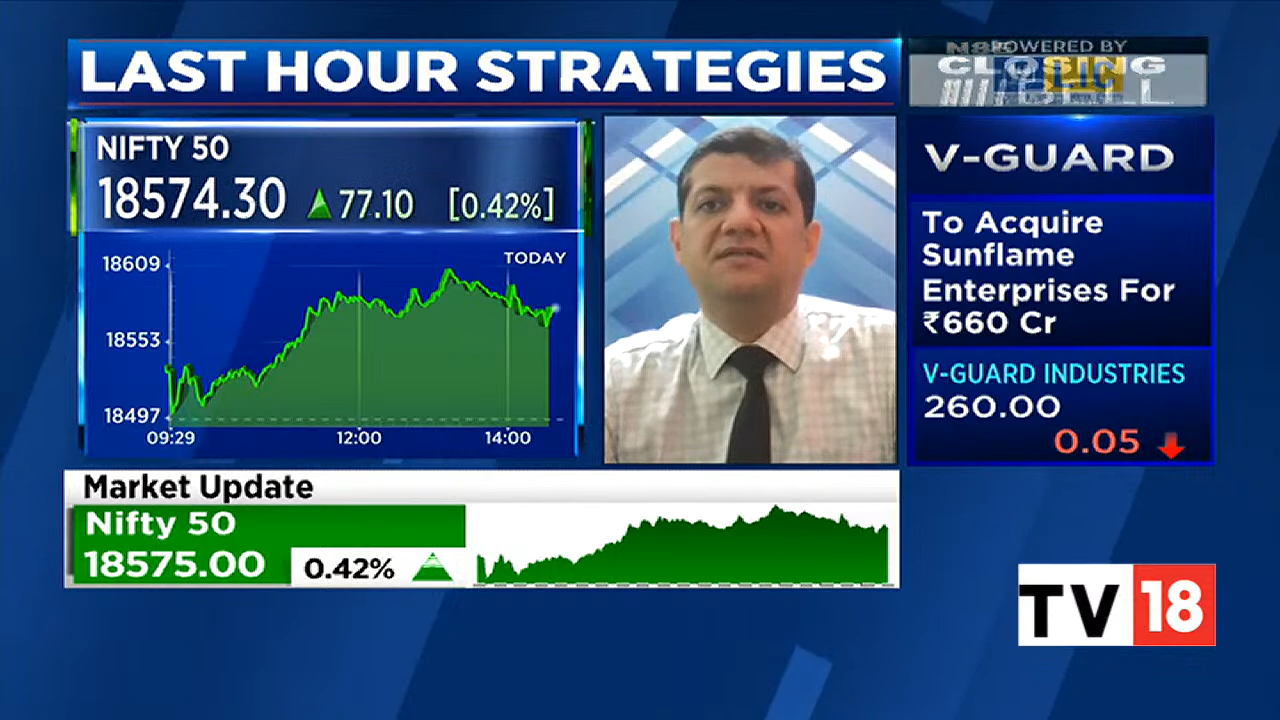 LAST HOUR STRATEGIES
POWERED BY
CLOSING
NIFTY 50
18574.30 ▲ 77.10 [0.42%]
TODAY
18609
18553
18497
09:29 12:00 14:00
V-GUARD
To Acquire
Sunflame
Enterprises For
₹660 Cr
V-GUARD INDUSTRIES
260.00
0.05
Market Update
Nifty 50
18575.00 0.42%
TV18